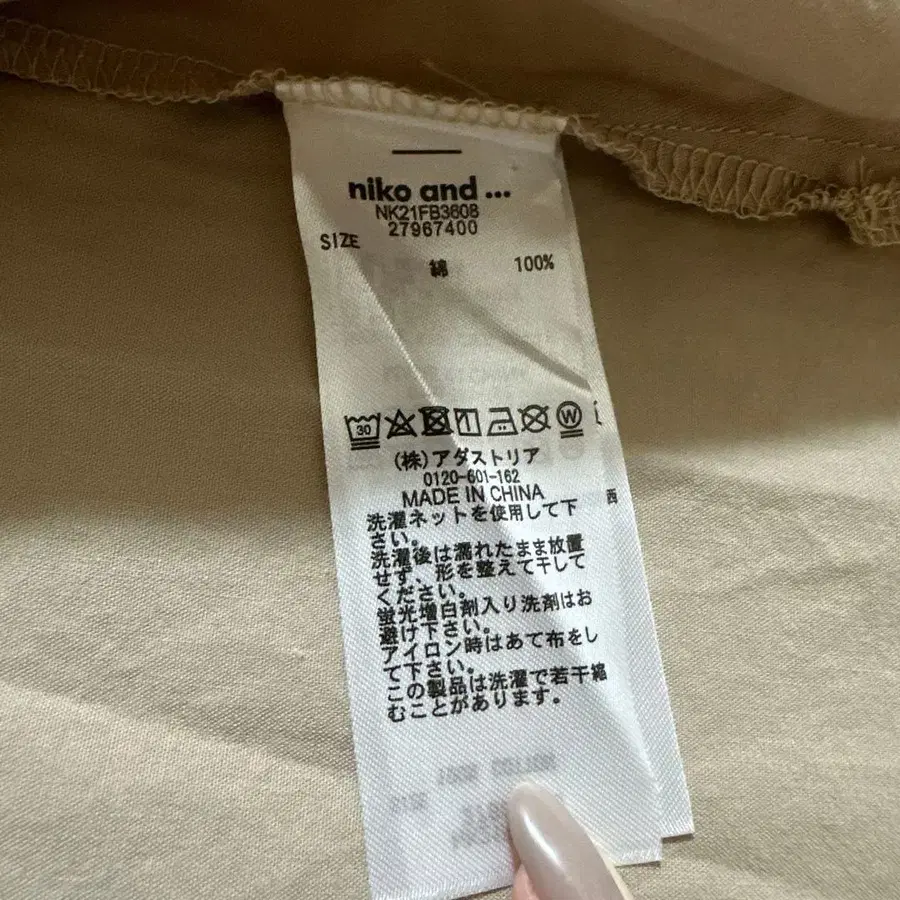 niko and ...
NK21FB3608
27967400
SIZE
綿 100%
30
W
(株)アダストリア
0120-601-162
MADE IN CHINA
西
洗濯ネットを使用して下
さい。
洗濯後は濡れたまま放置
せず、形を整えて干して
ください。
蛍光増白剤入り洗剤はお
避け下さい。
アイロン時はあて布をし
て下さい。
この製品は洗濯で若干縮
むことがあります。